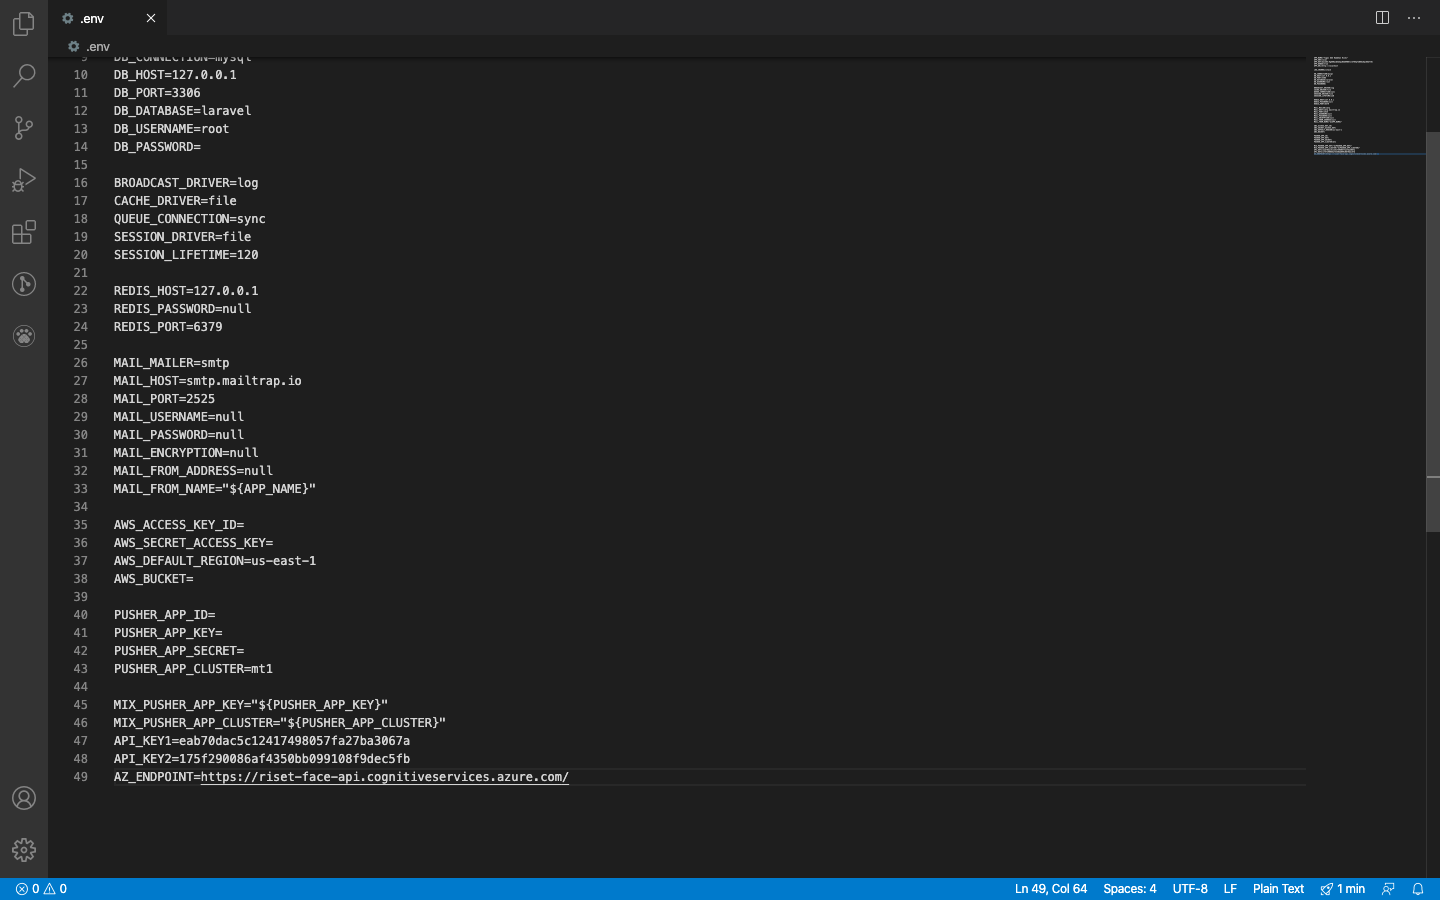 .env
.env
9 DB_CONNECTION=mysql
10 DB_HOST=127.0.0.1
11 DB_PORT=3306
12 DB_DATABASE=laravel
13 DB_USERNAME=root
14 DB_PASSWORD=
15
16 BROADCAST_DRIVER=log
17 CACHE_DRIVER=file
18 QUEUE_CONNECTION=sync
19 SESSION_DRIVER=file
20 SESSION_LIFETIME=120
21
22 REDIS_HOST=127.0.0.1
23 REDIS_PASSWORD=null
24 REDIS_PORT=6379
25
26 MAIL_MAILER=smtp
27 MAIL_HOST=smtp.mailtrap.io
28 MAIL_PORT=2525
29 MAIL_USERNAME=null
30 MAIL_PASSWORD=null
31 MAIL_ENCRYPTION=null
32 MAIL_FROM_ADDRESS=null
33 MAIL_FROM_NAME="${APP_NAME}"
34
35 AWS_ACCESS_KEY_ID=
36 AWS_SECRET_ACCESS_KEY=
37 AWS_DEFAULT_REGION=us-east-1
38 AWS_BUCKET=
39
40 PUSHER_APP_ID=
41 PUSHER_APP_KEY=
42 PUSHER_APP_SECRET=
43 PUSHER_APP_CLUSTER=mt1
44
45 MIX_PUSHER_APP_KEY="${PUSHER_APP_KEY}"
46 MIX_PUSHER_APP_CLUSTER="${PUSHER_APP_CLUSTER}"
47 API_KEY1=eab70dac5c12417498057fa27ba3067a
48 API_KEY2=175f290086af4350bb099108f9dec5fb
49 AZ_ENDPOINT=https://riset-face-api.cognitiveservices.azure.com/
0 0 Ln 49, Col 64 Spaces: 4 UTF-8 LF Plain Text 1 min